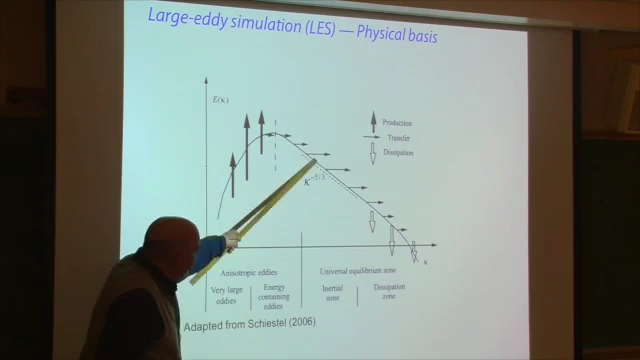 Large-eddy simulation (LES) — Physical basis
E(κ)
Production
Transfer
Dissipation
K^-5/3
κ
Anisotropic eddies
Universal equilibrium zone
Very large
eddies
Energy
containing
eddies
Inertial
zone
Dissipation
zone
Adapted from Schiestel (2006)